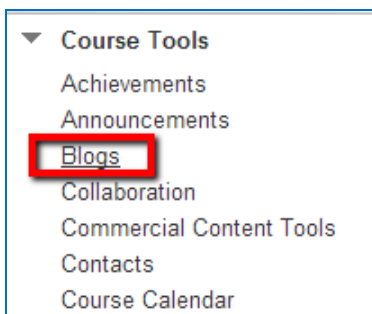 Course Tools
Achievements
Announcements
Blogs
Collaboration
Commercial Content Tools
Contacts
Course Calendar